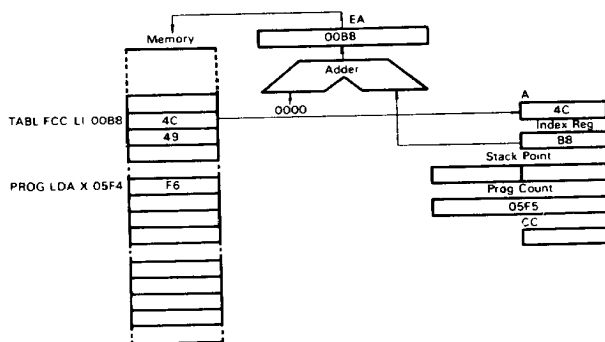 EA
Memory
00B8
Adder
0000
A
TABL FCC LI 00B8
4C
4C
49
Index Reg
B8
Stack Point
PROG LDA X 05F4
F6
Prog Count
05F5
CC